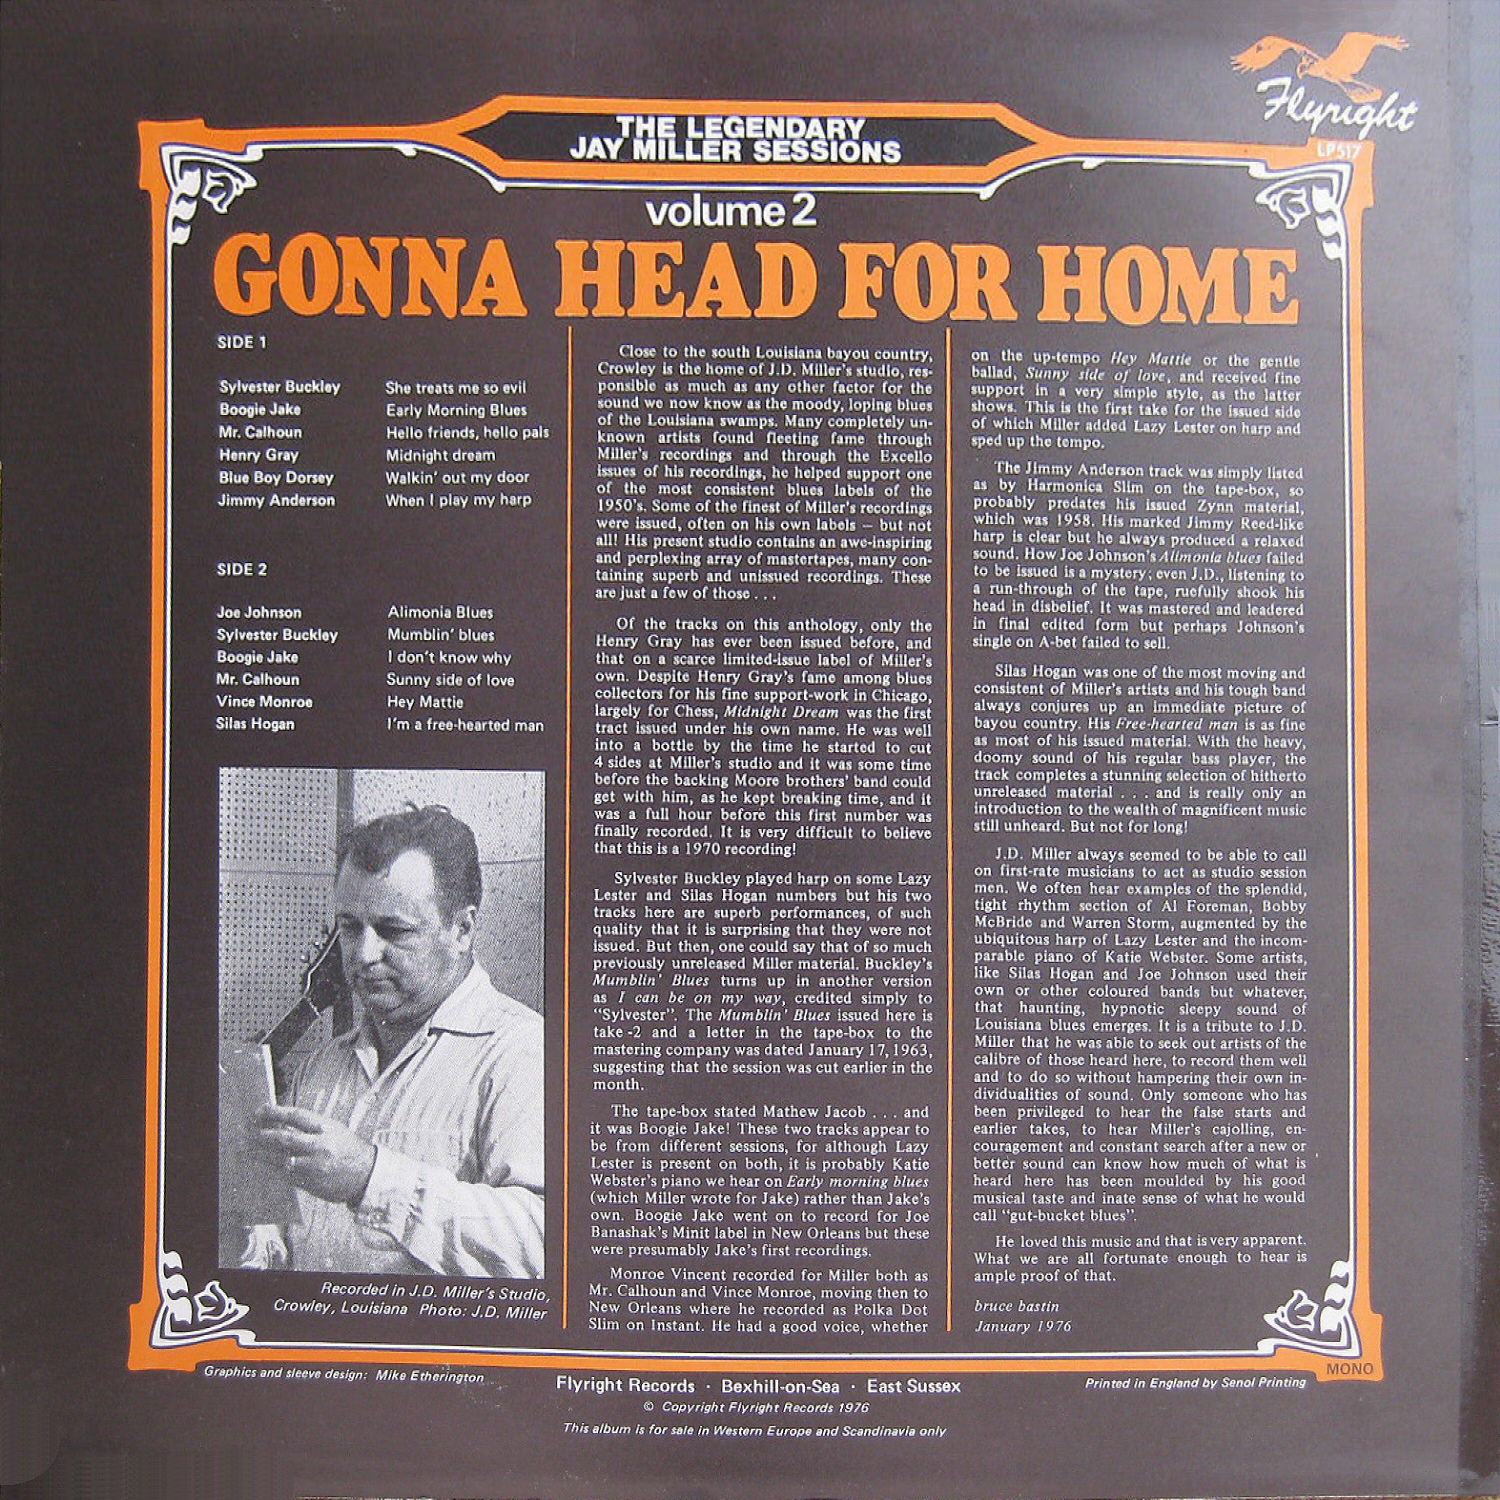 Flyright
LP517
THE LEGENDARY
JAY MILLER SESSIONS
volume 2
GONNA HEAD FOR HOME
SIDE 1
Sylvester Buckley She treats me so evil
Boogie Jake Early Morning Blues
Mr. Calhoun Hello friends, hello pals
Henry Gray Midnight dream
Blue Boy Dorsey Walkin' out my door
Jimmy Anderson When I play my harp
SIDE 2
Joe Johnson Alimonia Blues
Sylvester Buckley Mumblin' blues
Boogie Jake I don't know why
Mr. Calhoun Sunny side of love
Vince Monroe Hey Mattie
Silas Hogan I'm a free-hearted man
Recorded in J.D. Miller's Studio,
Crowley, Louisiana Photo: J.D. Miller
Close to the south Louisiana bayou country,
Crowley is the home of J.D. Miller's studio, res-
ponsible as much as any other factor for the
sound we now know as the moody, loping blues
of the Louisiana swamps. Many completely un-
known artists found fleeting fame through
Miller's recordings and through the Excello
issues of his recordings, he helped support one
of the most consistent blues labels of the
1950's. Some of the finest of Miller's recordings
were issued, often on his own labels – but not
all! His present studio contains an awe-inspiring
and perplexing array of mastertapes, many con-
taining superb and unissued recordings. These
are just a few of those . . .
Of the tracks on this anthology, only the
Henry Gray has ever been issued before, and
that on a scarce limited-issue label of Miller's
own. Despite Henry Gray's fame among blues
collectors for his fine support-work in Chicago,
largely for Chess, Midnight Dream was the first
tract issued under his own name. He was well
into a bottle by the time he started to cut
4 sides at Miller's studio and it was some time
before the backing Moore brothers' band could
get with him, as he kept breaking time, and it
was a full hour before this first number was
finally recorded. It is very difficult to believe
that this is a 1970 recording!
Sylvester Buckley played harp on some Lazy
Lester and Silas Hogan numbers but his two
tracks here are superb performances, of such
quality that it is surprising that they were not
issued. But then, one could say that of so much
previously unreleased Miller material. Buckley's
Mumblin' Blues turns up in another version
as I can be on my way, credited simply to
"Sylvester". The Mumblin' Blues issued here is
take -2 and a letter in the tape-box to the
mastering company was dated January 17, 1963,
suggesting that the session was cut earlier in the
month.
The tape-box stated Mathew Jacob . . . and
it was Boogie Jake! These two tracks appear to
be from different sessions, for although Lazy
Lester is present on both, it is probably Katie
Webster's piano we hear on Early morning blues
(which Miller wrote for Jake) rather than Jake's
own. Boogie Jake went on to record for Joe
Banashak's Minit label in New Orleans but these
were presumably Jake's first recordings.
Monroe Vincent recorded for Miller both as
Mr. Calhoun and Vince Monroe, moving then to
New Orleans where he recorded as Polka Dot
Slim on Instant. He had a good voice, whether
on the up-tempo Hey Mattie or the gentle
ballad, Sunny side of love, and received fine
support in a very simple style, as the latter
shows. This is the first take for the issued side
of which Miller added Lazy Lester on harp and
sped up the tempo.
The Jimmy Anderson track was simply listed
as by Harmonica Slim on the tape-box, so
probably predates his issued Zynn material,
which was 1958. His marked Jimmy Reed-like
harp is clear but he always produced a relaxed
sound. How Joe Johnson's Alimonia blues failed
to be issued is a mystery; even J.D., listening to
a run-through of the tape, ruefully shook his
head in disbelief. It was mastered and leadered
in final edited form but perhaps Johnson's
single on A-bet failed to sell.
Silas Hogan was one of the most moving and
consistent of Miller's artists and his tough band
always conjures up an immediate picture of
bayou country. His Free-hearted man is as fine
as most of his issued material. With the heavy,
doomy sound of his regular bass player, the
track completes a stunning selection of hitherto
unreleased material . . . and is really only an
introduction to the wealth of magnificent music
still unheard. But not for long!
J.D. Miller always seemed to be able to call
on first-rate musicians to act as studio session
men. We often hear examples of the splendid,
tight rhythm section of Al Foreman, Bobby
McBride and Warren Storm, augmented by the
ubiquitous harp of Lazy Lester and the incom-
parable piano of Katie Webster. Some artists,
like Silas Hogan and Joe Johnson used their
own or other coloured bands but whatever,
that haunting, hypnotic sleepy sound of
Louisiana blues emerges. It is a tribute to J.D.
Miller that he was able to seek out artists of the
calibre of those heard here, to record them well
and to do so without hampering their own in-
dividualities of sound. Only someone who has
been privileged to hear the false starts and
earlier takes, to hear Miller's cajolling, en-
couragement and constant search after a new or
better sound can know how much of what is
heard here has been moulded by his good
musical taste and inate sense of what he would
call "gut-bucket blues".
He loved this music and that is very apparent.
What we are all fortunate enough to hear is
ample proof of that.
bruce bastin
January 1976
MONO
Graphics and sleeve design: Mike Etherington
Flyright Records · Bexhill-on-Sea · East Sussex
© Copyright Flyright Records 1976
This album is for sale in Western Europe and Scandinavia only
Printed in England by Senol Printing